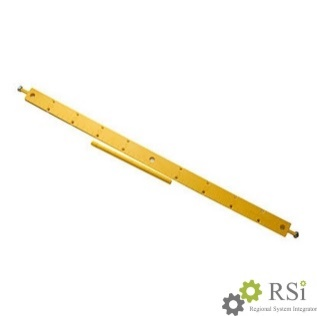 RSi
Regional System Integrator